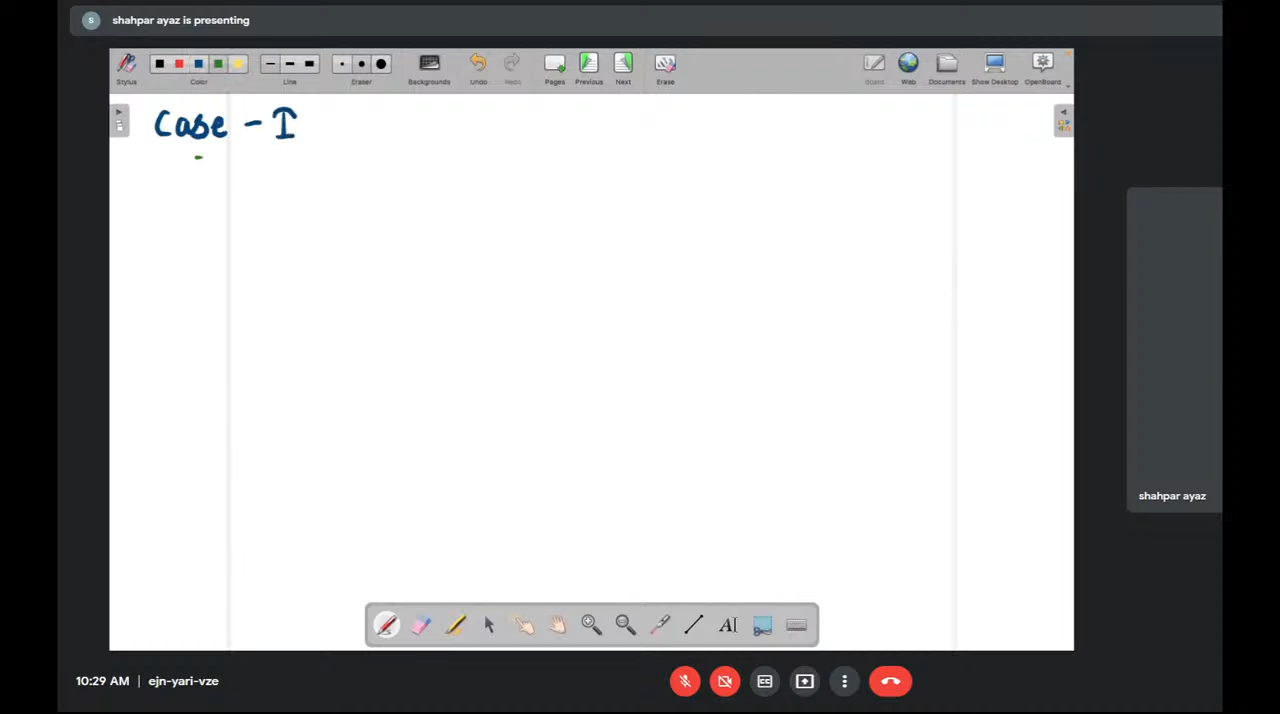 shahpar ayaz is presenting
Stylus Color Line Eraser Backgrounds Undo Redo Pages Previous Next Erase Board Web Documents Show Desktop OpenBoard
Case - I
shahpar ayaz
10:29 AM | ejn-yari-vze